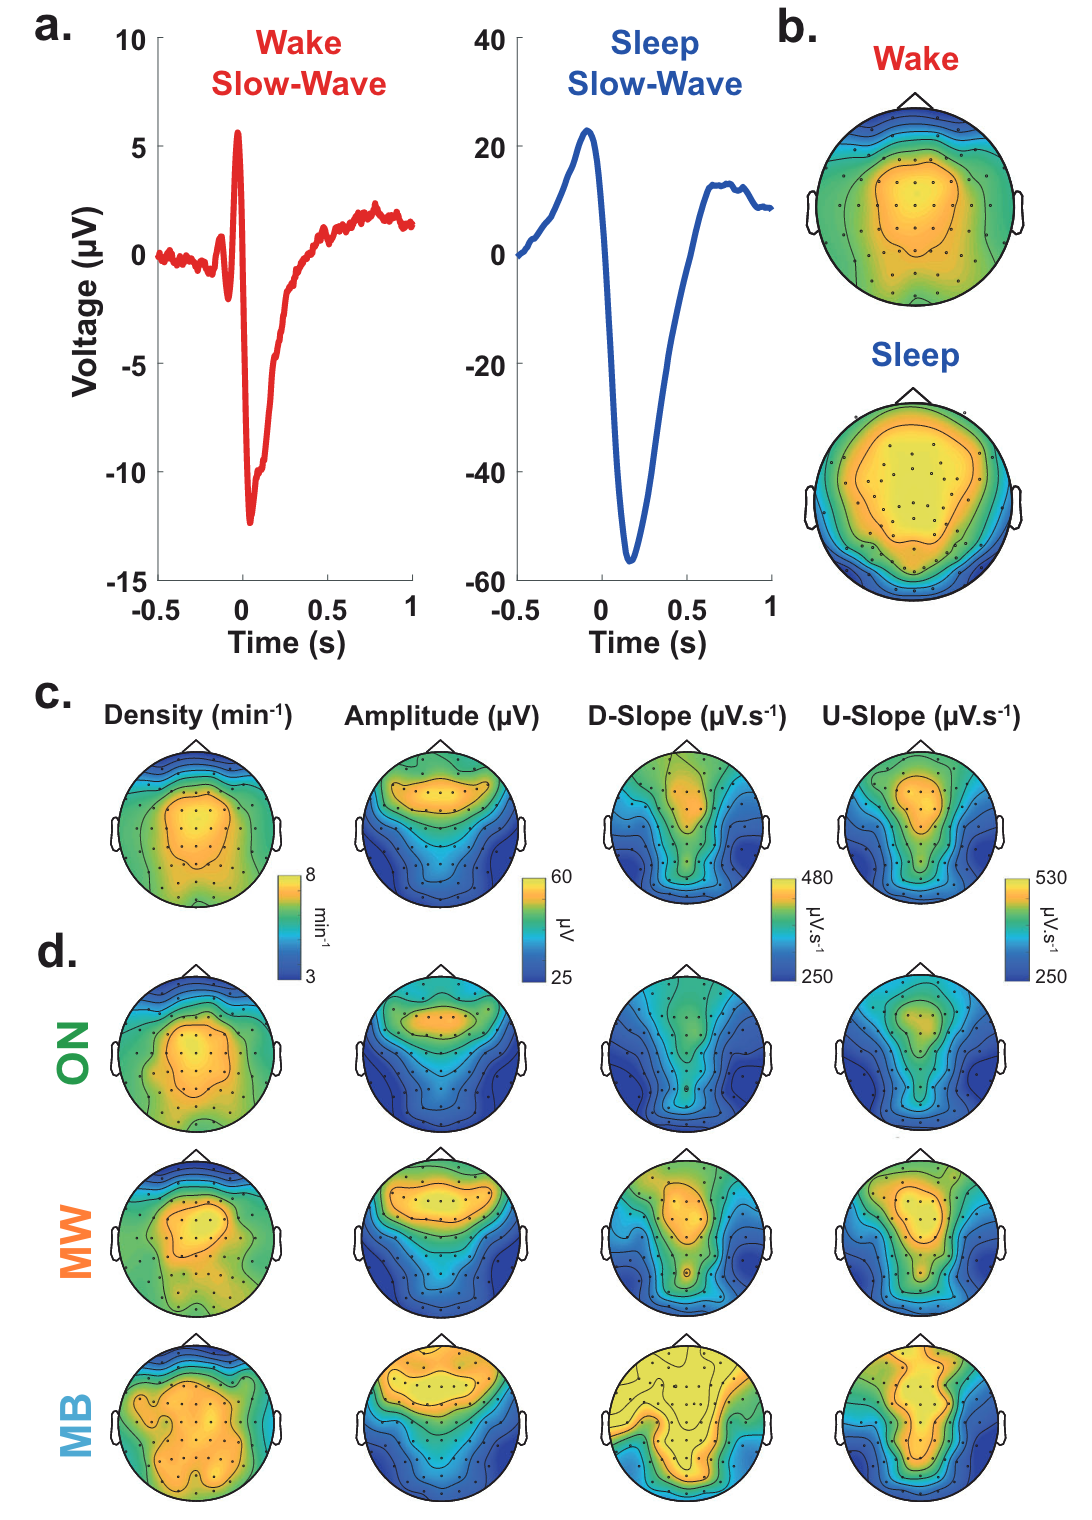 a.
Wake
Slow-Wave
Sleep
Slow-Wave
10
5
0
-5
-10
-15
Voltage (µV)
-0.5
0
0.5
1
Time (s)
40
20
0
-20
-40
-60
-0.5
0
0.5
1
Time (s)
b.
Wake
Sleep
c.
Density (min⁻¹)
Amplitude (µV)
D-Slope (µV.s⁻¹)
U-Slope (µV.s⁻¹)
8
min⁻¹
3
60
µV
25
480
µV.s⁻¹
250
530
µV.s⁻¹
250
d.
ON
MW
MB